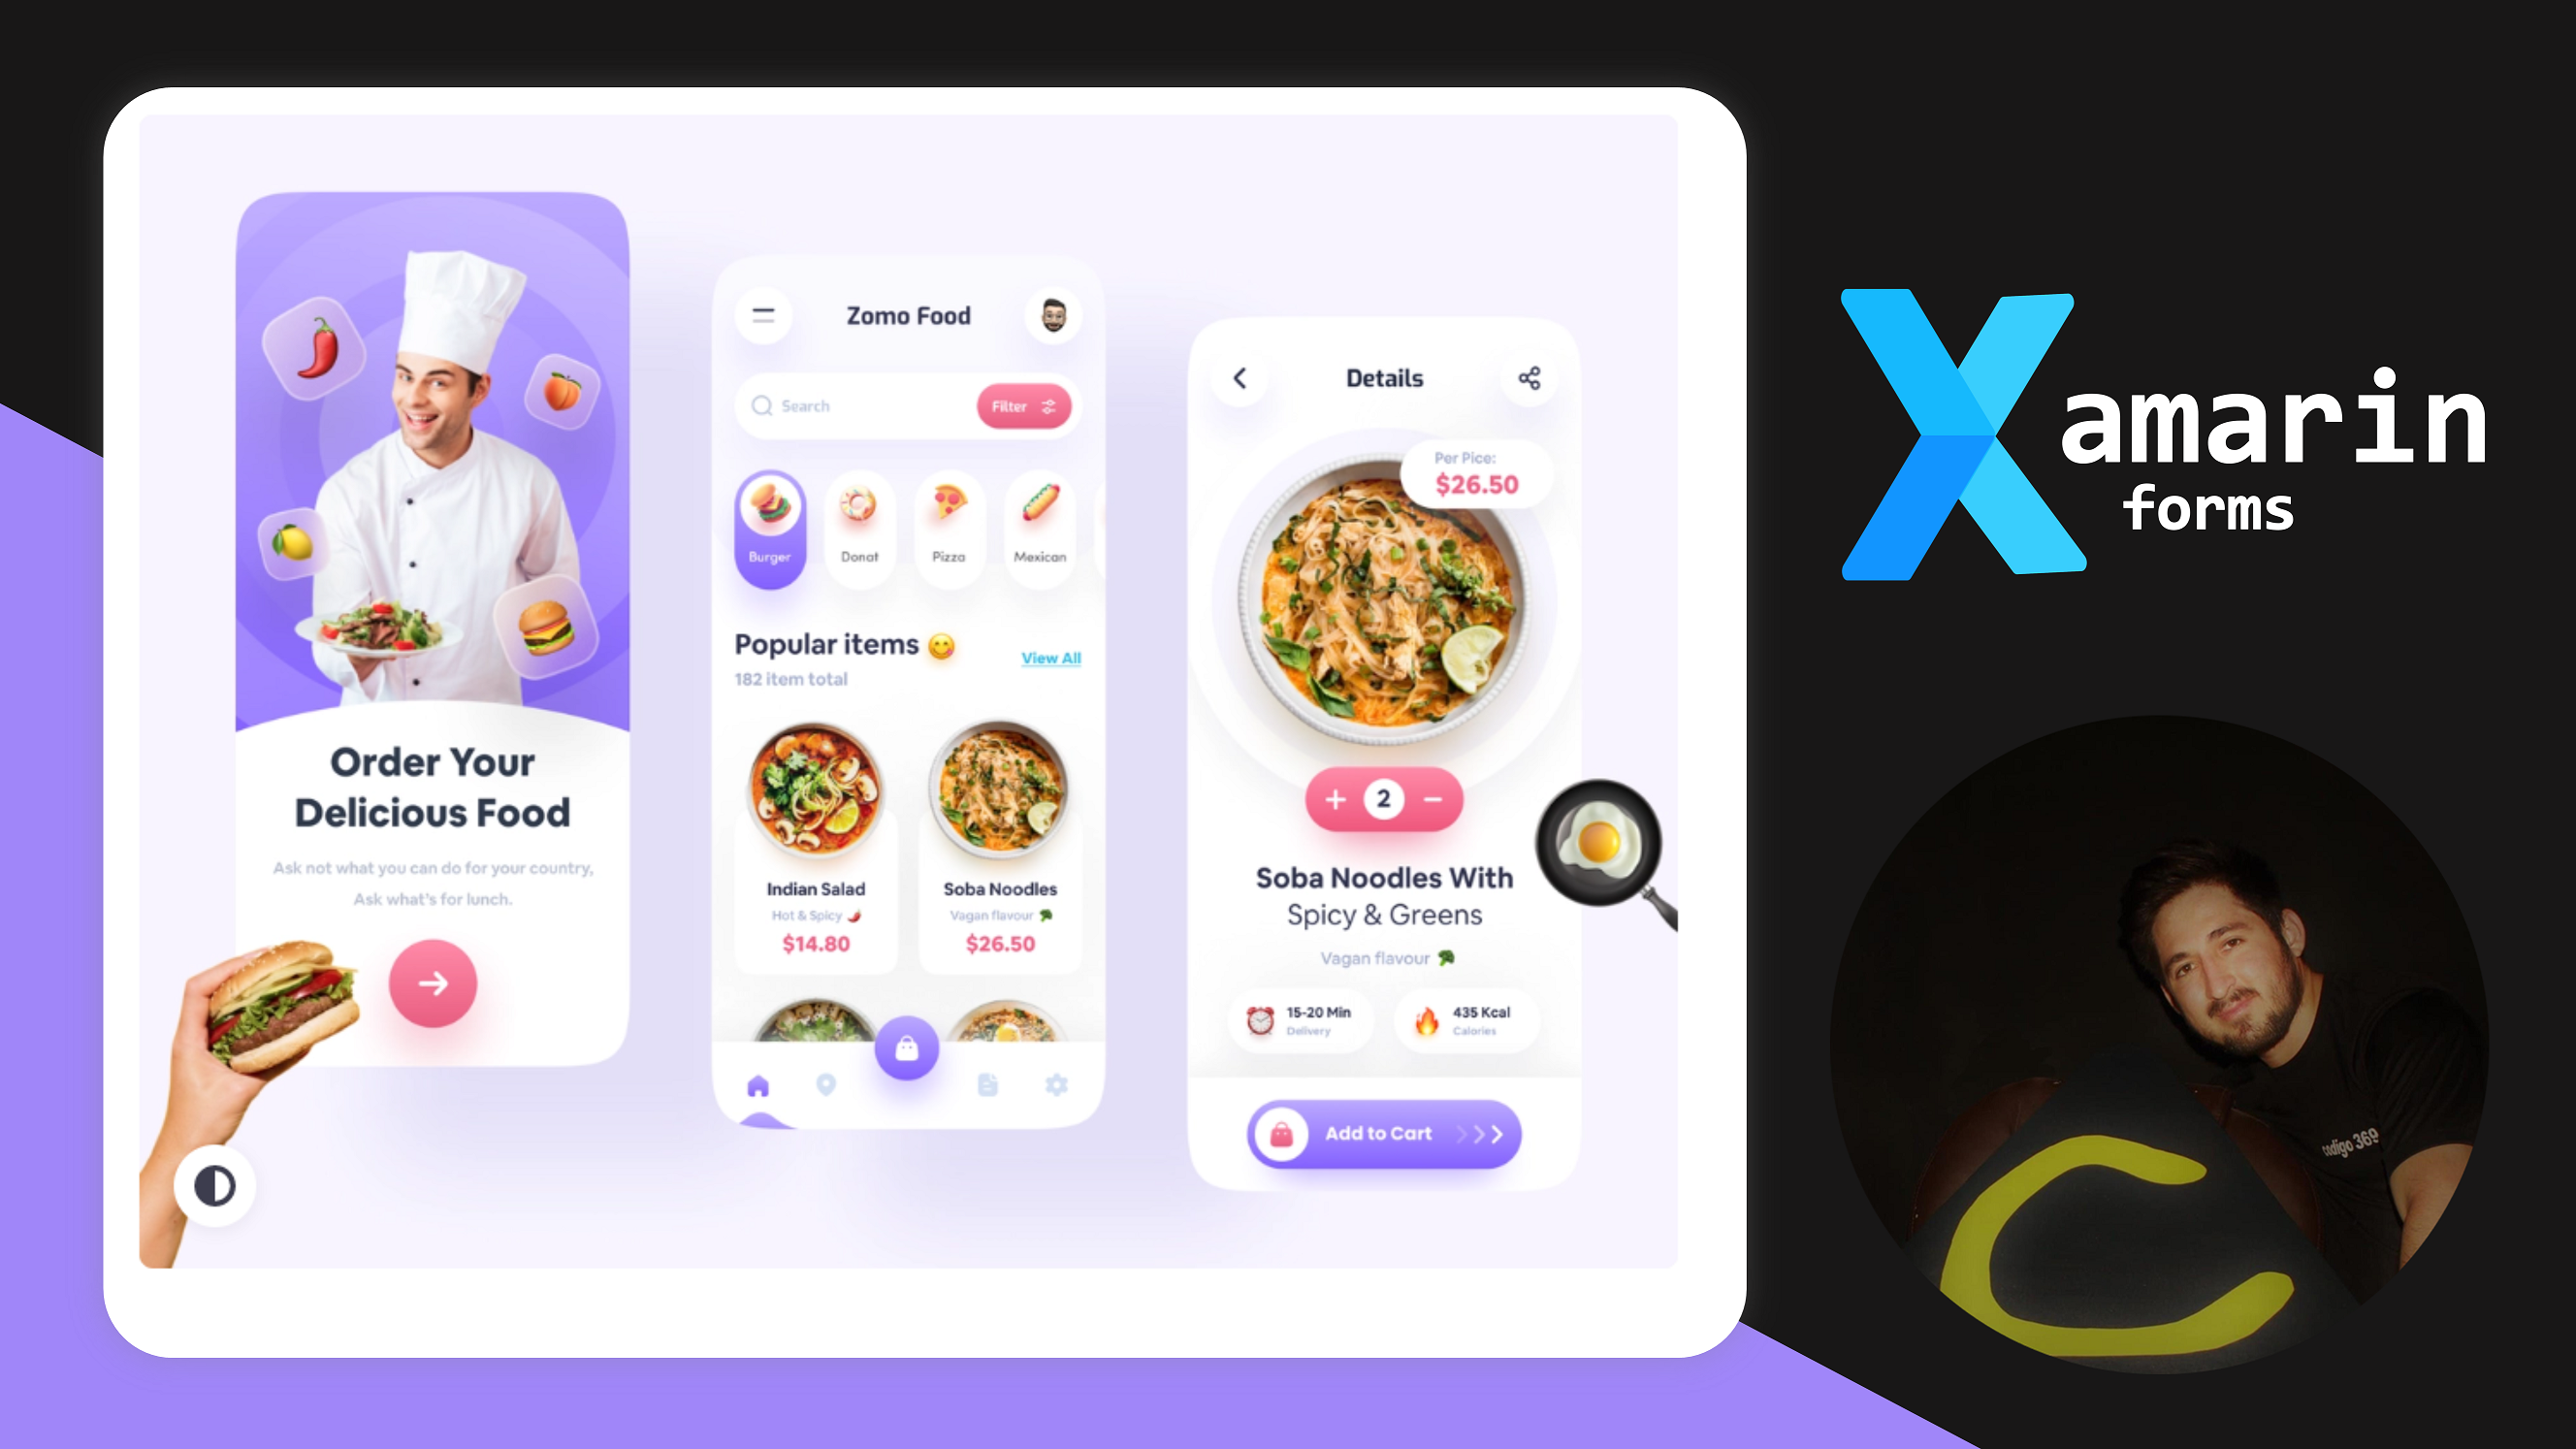 Order Your
Delicious Food
Ask not what you can do for your country,
Ask what's for lunch.
Zomo Food
Search
Filter
Burger
Donat
Pizza
Mexican
Popular items
View All
182 item total
Indian Salad
Hot & Spicy
$14.80
Soba Noodles
Vagan flavour
$26.50
Details
Per Pice:
$26.50
+ 2 −
Soba Noodles With
Spicy & Greens
Vagan flavour
15-20 Min
Delivery
435 Kcal
Calories
Add to Cart
Xamarin
forms
codigo 369
C